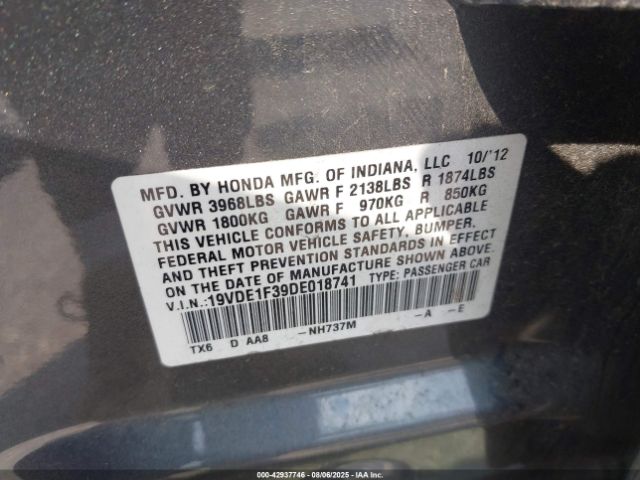 MFD. BY HONDA MFG. OF INDIANA, LLC 10/'12
GVWR 3968LBS GAWR F 2138LBS R 1874LBS
GVWR 1800KG GAWR F 970KG R 850KG
THIS VEHICLE CONFORMS TO ALL APPLICABLE
FEDERAL MOTOR VEHICLE SAFETY, BUMPER,
AND THEFT PREVENTION STANDARDS IN EFFECT
ON THE DATE OF MANUFACTURE SHOWN ABOVE.
V.I.N.: 19VDE1F39DE018741 TYPE: PASSENGER CAR
TX6 D AA8 -NH737M -A -E
000-42937746 - 08/06/2025 - IAAI, Inc.